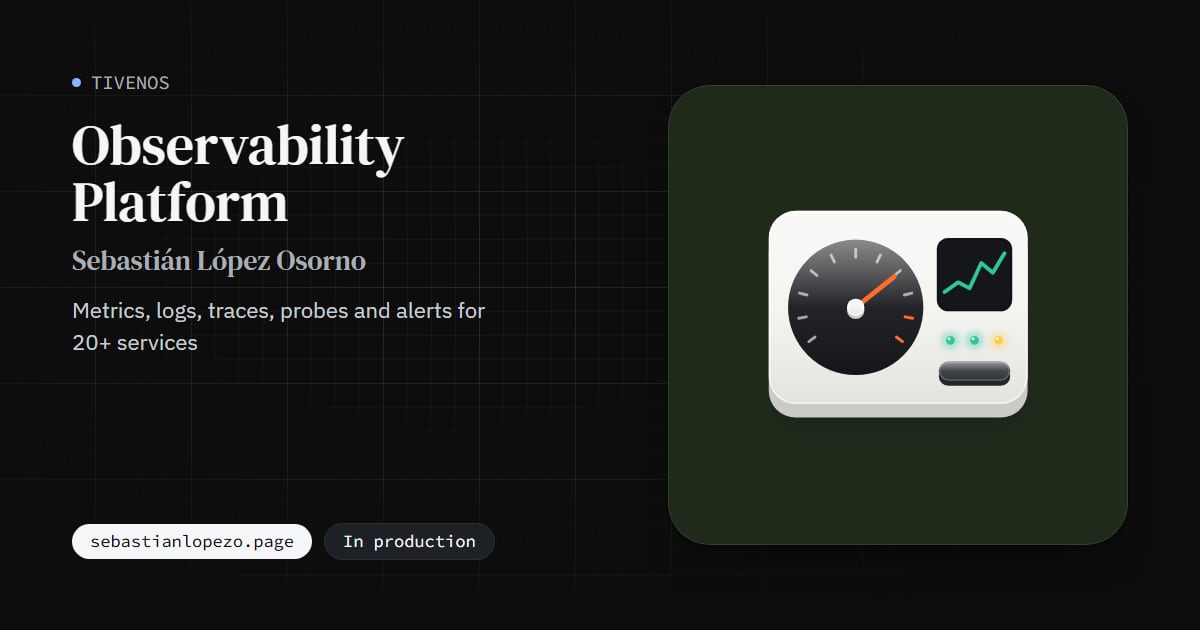 TIVENOS
Observability
Platform
Sebastián López Osorno
Metrics, logs, traces, probes and alerts for
20+ services
sebastianlopezo.page
In production